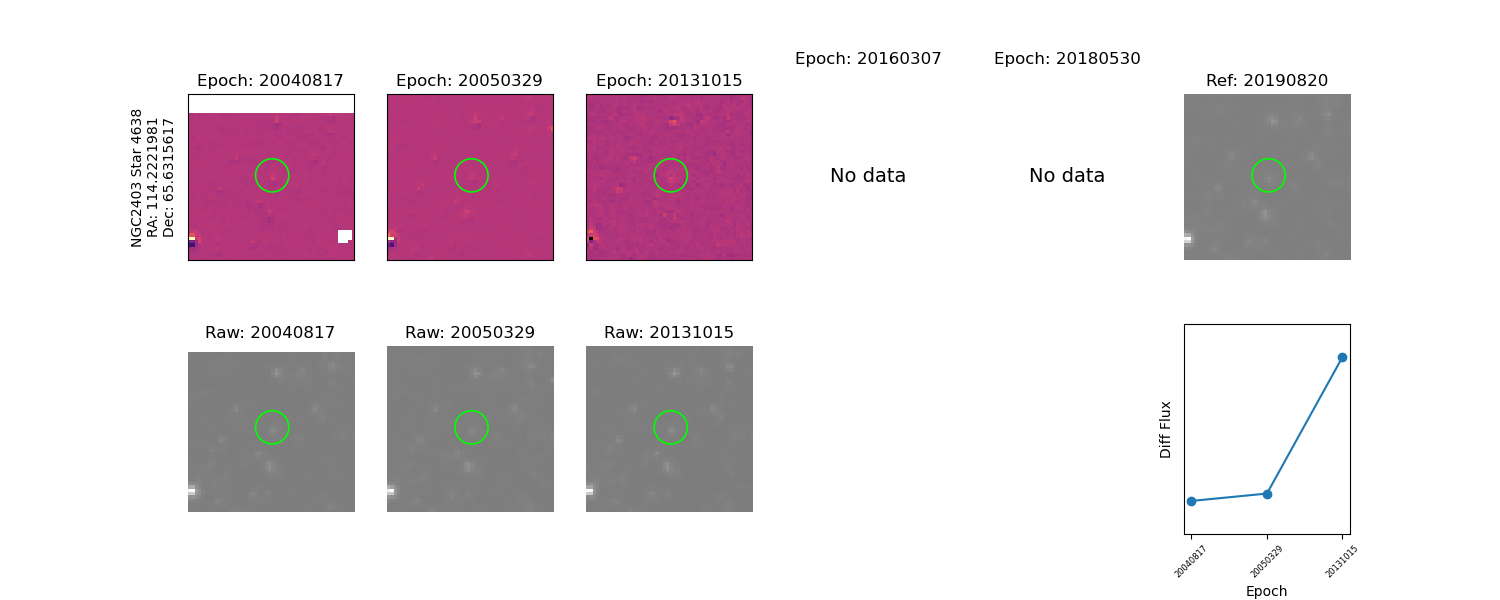 Epoch: 20040817
Epoch: 20050329
Epoch: 20131015
Epoch: 20160307
Epoch: 20180530
Ref: 20190820
NGC2403 Star 4638
RA: 114.2221981
Dec: 65.6315617
No data
No data
Raw: 20040817
Raw: 20050329
Raw: 20131015
Diff Flux
20040817
20050329
20131015
Epoch